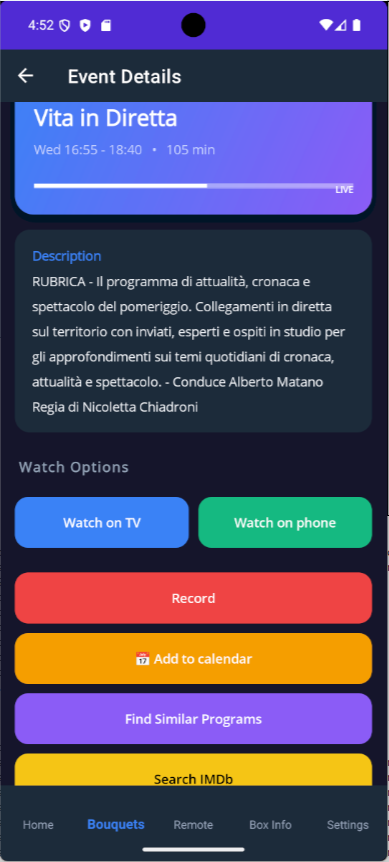 4:52
Event Details
Vita in Diretta
Wed 16:55 - 18:40 • 105 min
LIVE
Description
RUBRICA - Il programma di attualità, cronaca e
spettacolo del pomeriggio. Collegamenti in diretta
sul territorio con inviati, esperti e ospiti in studio per
gli approfondimenti sui temi quotidiani di cronaca,
attualità e spettacolo. - Conduce Alberto Matano
Regia di Nicoletta Chiadroni
Watch Options
Watch on TV
Watch on phone
Record
📅 Add to calendar
Find Similar Programs
Search IMDb
Home
Bouquets
Remote
Box Info
Settings